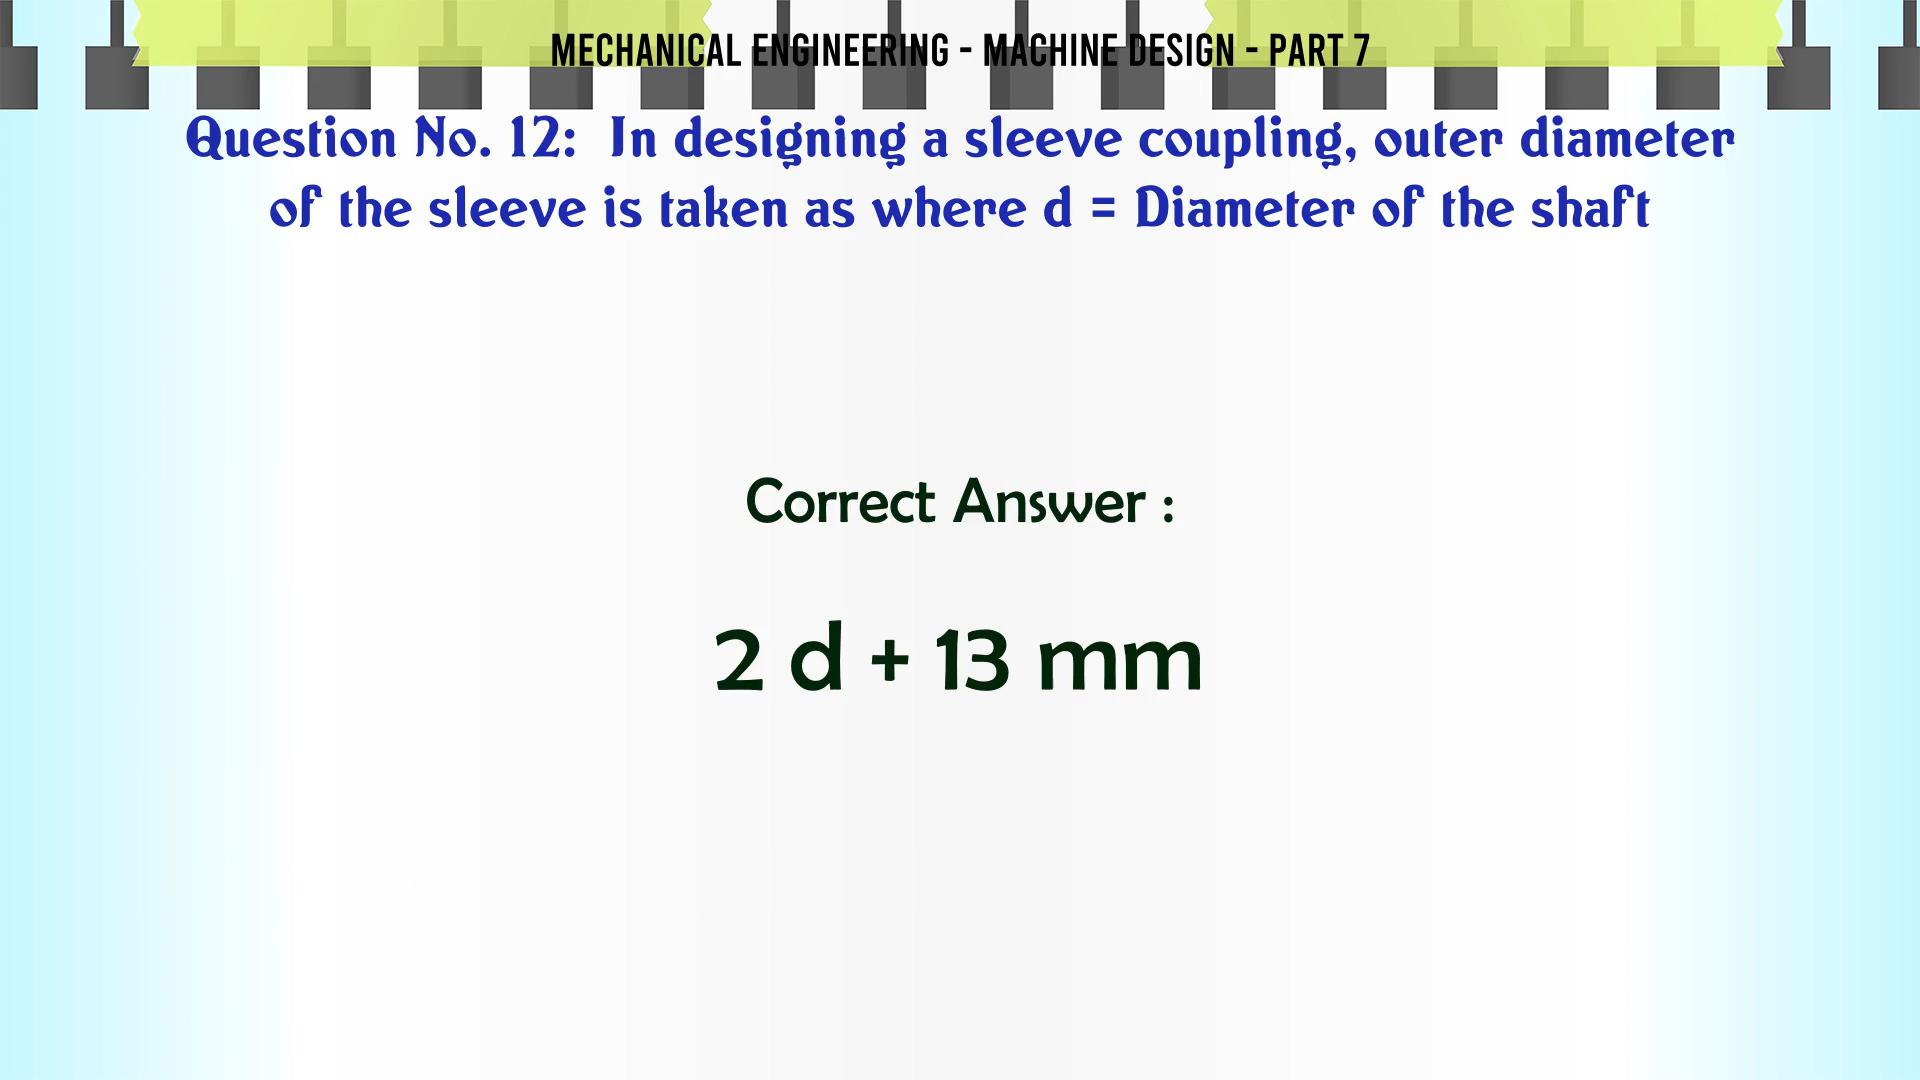 MECHANICAL ENGINEERING - MACHINE DESIGN - PART 7
Question No. 12: In designing a sleeve coupling, outer diameter
of the sleeve is taken as where d = Diameter of the shaft
Correct Answer :
2 d + 13 mm